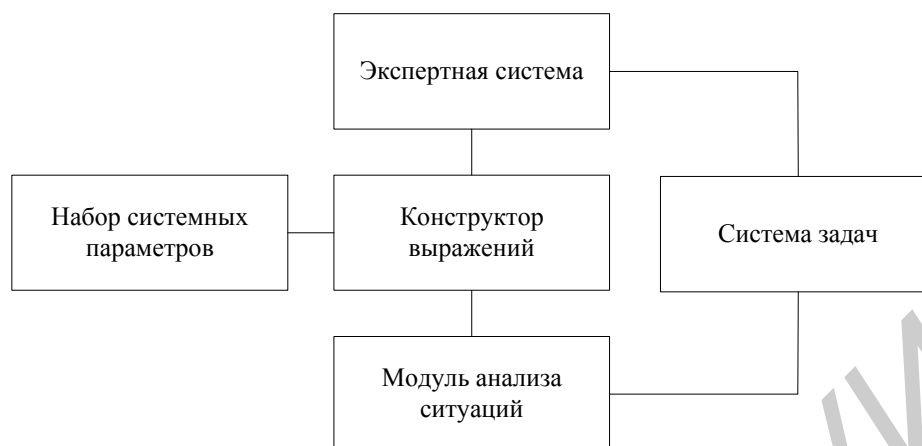 Экспертная система
Набор системных
параметров
Конструктор
выражений
Система задач
Модуль анализа
ситуаций